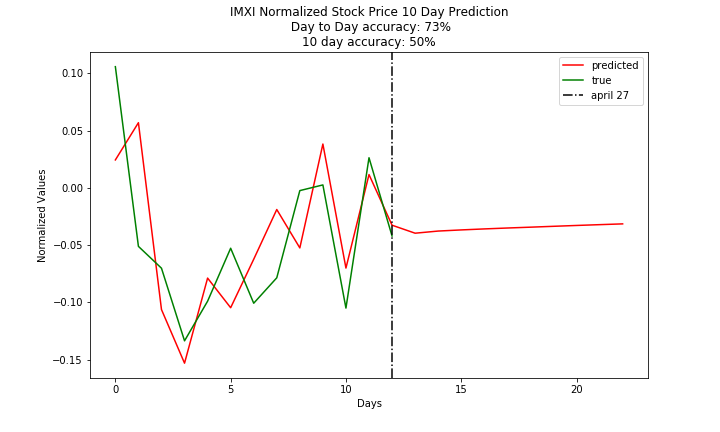 IMXI Normalized Stock Price 10 Day Prediction
Day to Day accuracy: 73%
10 day accuracy: 50%
predicted
true
april 27
0.10
0.05
0.00
−0.05
−0.10
−0.15
Normalized Values
0 5 10 15 20
Days